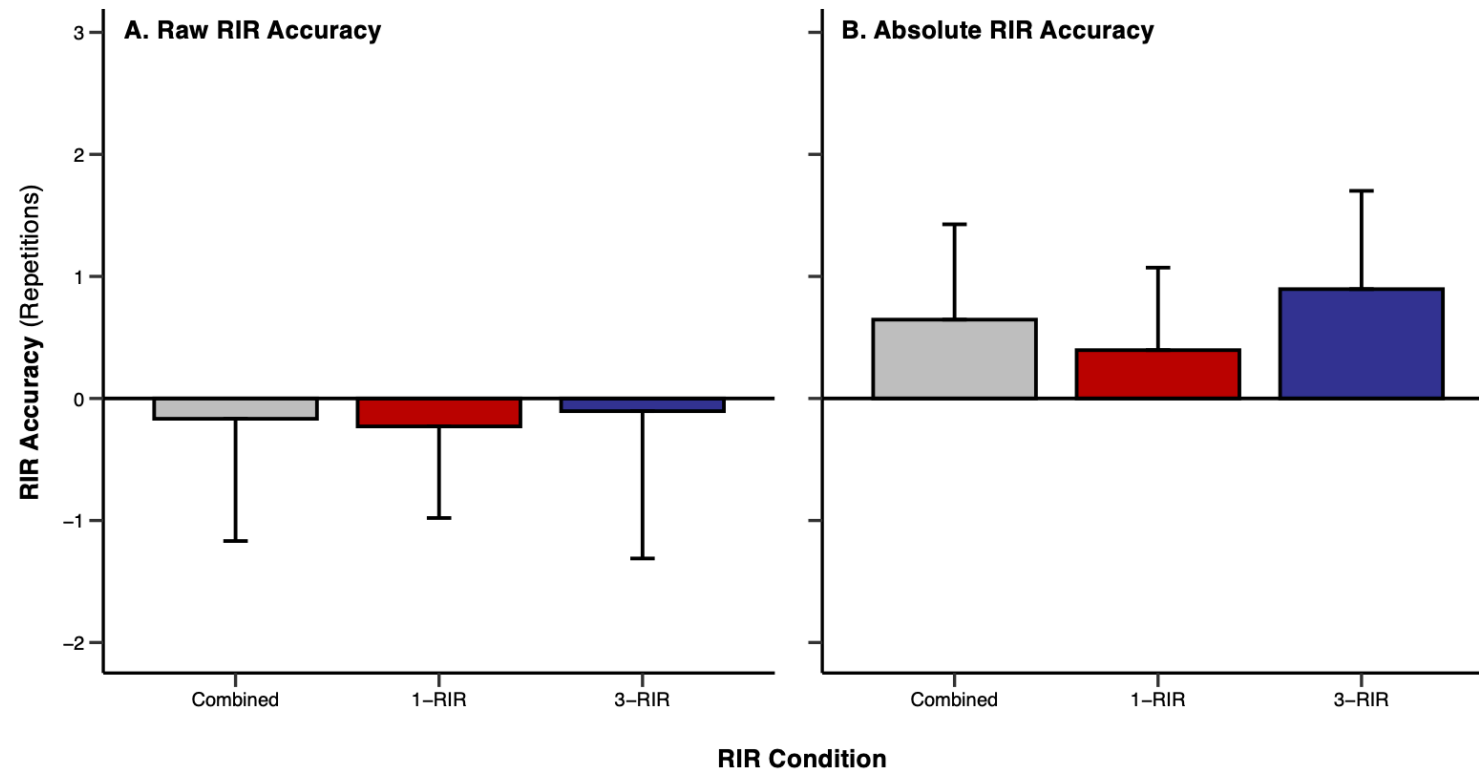 A. Raw RIR Accuracy
B. Absolute RIR Accuracy
RIR Accuracy (Repetitions)
3
2
1
0
−1
−2
Combined
1−RIR
3−RIR
Combined
1−RIR
3−RIR
RIR Condition